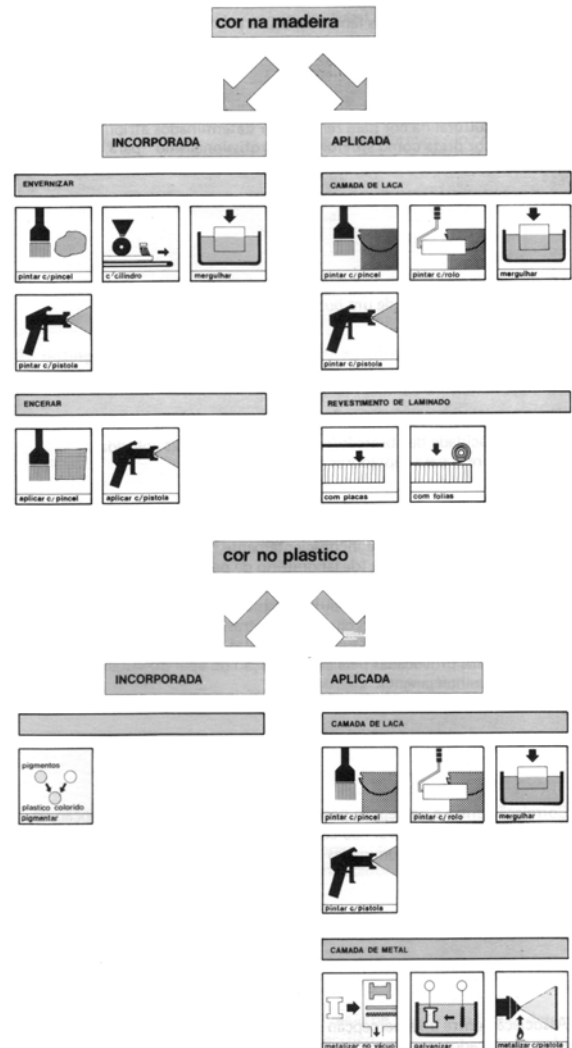 cor na madeira
INCORPORADA
APLICADA
ENVERNIZAR
pintar c/pincel
c/cilindro
mergulhar
pintar c/pistola
ENCERAR
aplicar c/pincel
aplicar c/pistola
CAMADA DE LACA
pintar c/pincel
pintar c/rolo
mergulhar
pintar c/pistola
REVESTIMENTO DE LAMINADO
com placas
com folias
cor no plastico
INCORPORADA
APLICADA
pigmentos
plastico colorido
pigmentar
CAMADA DE LACA
pintar c/pincel
pintar c/rolo
mergulhar
pintar c/pistola
CAMADA DE METAL
metalizar no vácuo
galvanizar
metalizar c/pistola